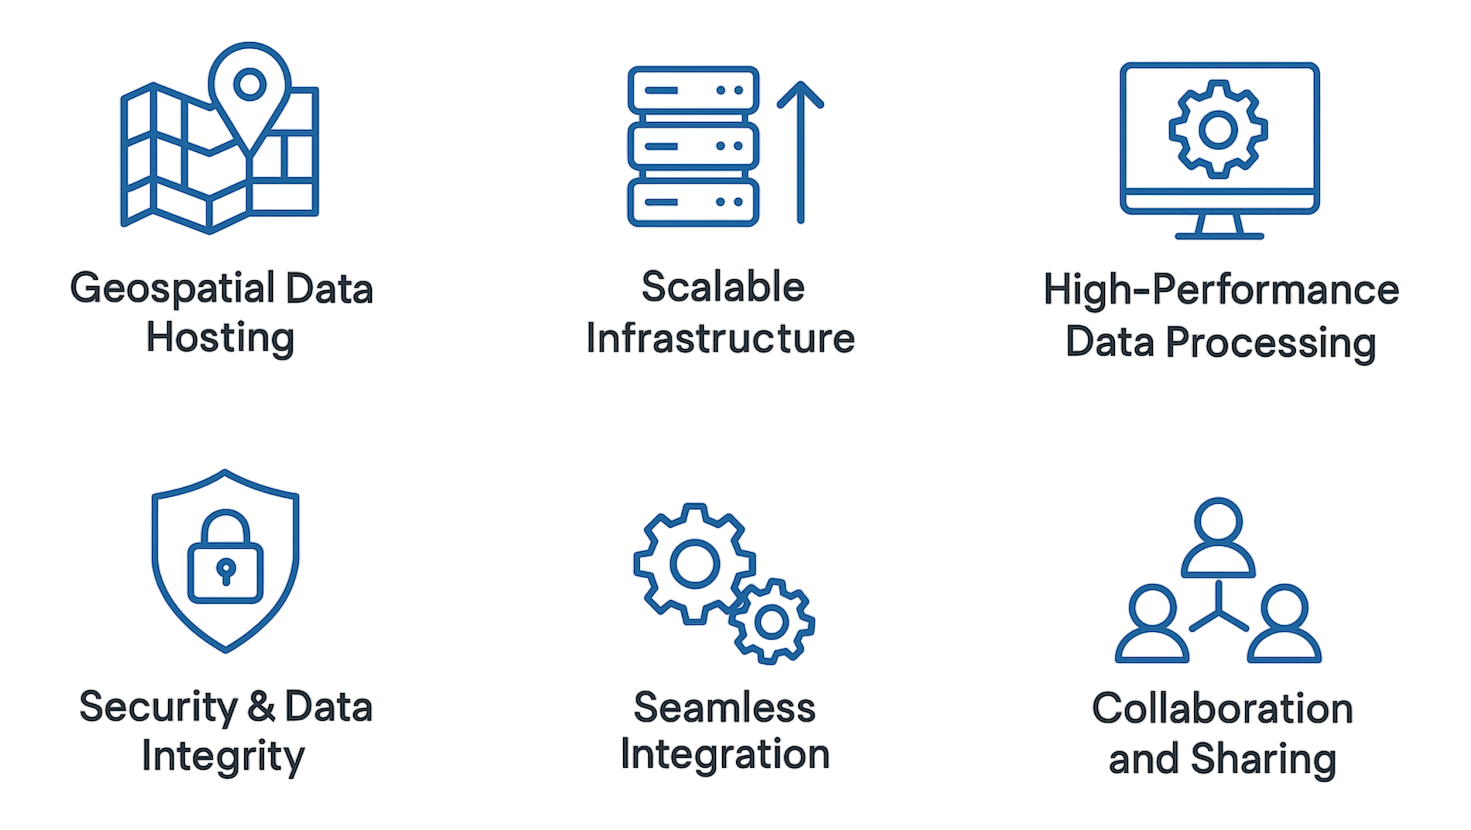 Geospatial Data
Hosting
Scalable
Infrastructure
High-Performance
Data Processing
Security & Data
Integrity
Seamless
Integration
Collaboration
and Sharing